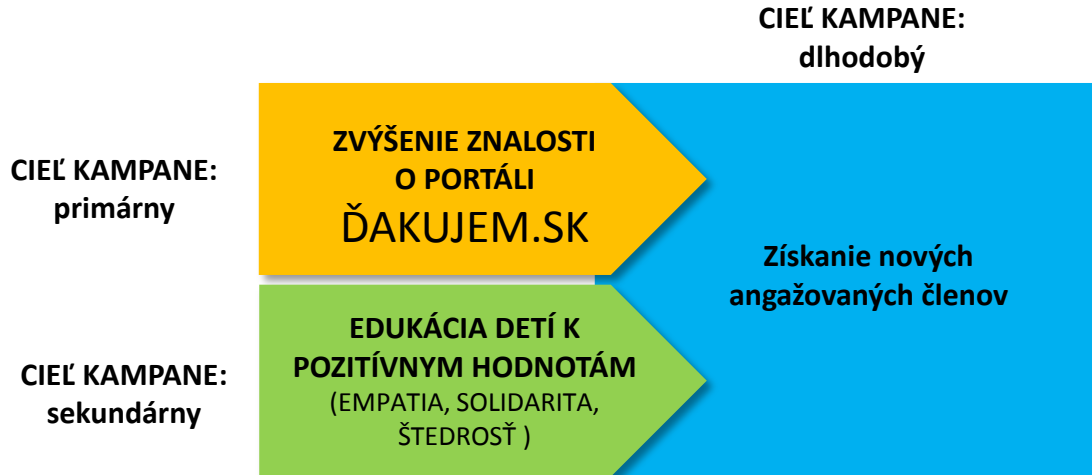 CIEĽ KAMPANE:
dlhodobý
CIEĽ KAMPANE:
primárny
ZVÝŠENIE ZNALOSTI
O PORTÁLI
ĎAKUJEM.SK
Získanie nových
angažovaných členov
CIEĽ KAMPANE:
sekundárny
EDUKÁCIA DETÍ K
POZITÍVNYM HODNOTÁM
(EMPATIA, SOLIDARITA,
ŠTEDROSŤ )